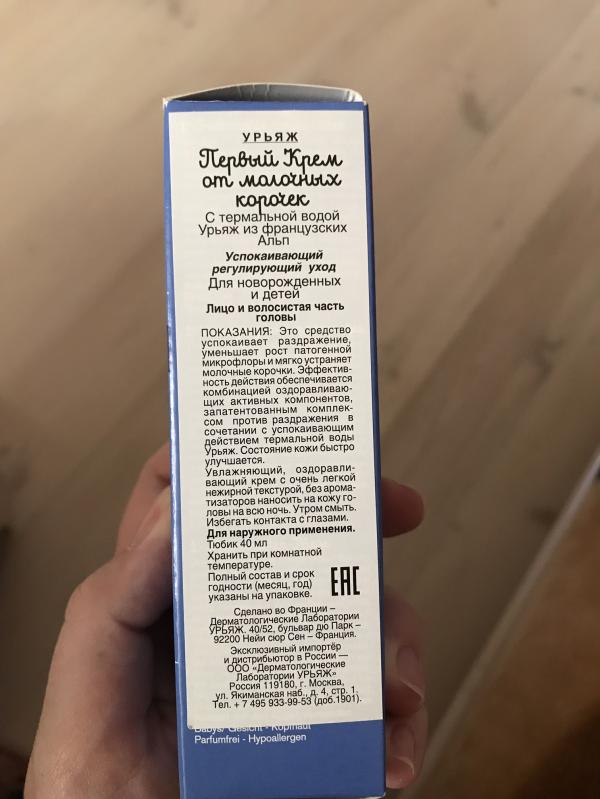 УРЬЯЖ
Первый Крем
от молочных
корочек
С термальной водой
Урьяж из французских
Альп
Успокаивающий
регулирующий уход
Для новорожденных
и детей
Лицо и волосистая часть
головы
ПОКАЗАНИЯ: Это средство
успокаивает раздражение,
уменьшает рост патогенной
микрофлоры и мягко устраняет
молочные корочки. Эффектив-
ность действия обеспечивается
комбинацией оздоравливаю-
щих активных компонентов,
запатентованным комплек-
сом против раздражения в
сочетании с успокаивающим
действием термальной воды
Урьяж. Состояние кожи быстро
улучшается.
Увлажняющий, оздоравли-
вающий крем с очень легкой
нежирной текстурой, без арома-
тизаторов наносить на кожу го-
ловы на всю ночь. Утром смыть.
Избегать контакта с глазами.
Для наружного применения.
Тюбик 40 мл
Хранить при комнатной
температуре.
Полный состав и срок
годности (месяц, год)
указаны на упаковке.
EAC
Сделано во Франции –
Дерматологические Лаборатории
УРЬЯЖ. 40/52, бульвар дю Парк –
92200 Нейи сюр Сен – Франция.
Эксклюзивный импортёр
и дистрибьютор в России —
ООО «Дерматологические
Лаборатории УРЬЯЖ»
Россия 119180, г. Москва,
ул. Якиманская наб., д. 4, стр. 1.
Тел. + 7 495 933-99-53 (доб.1901).
Babys/ Gesicht - Kopfhaut
Parfumfrei - Hypoallergen